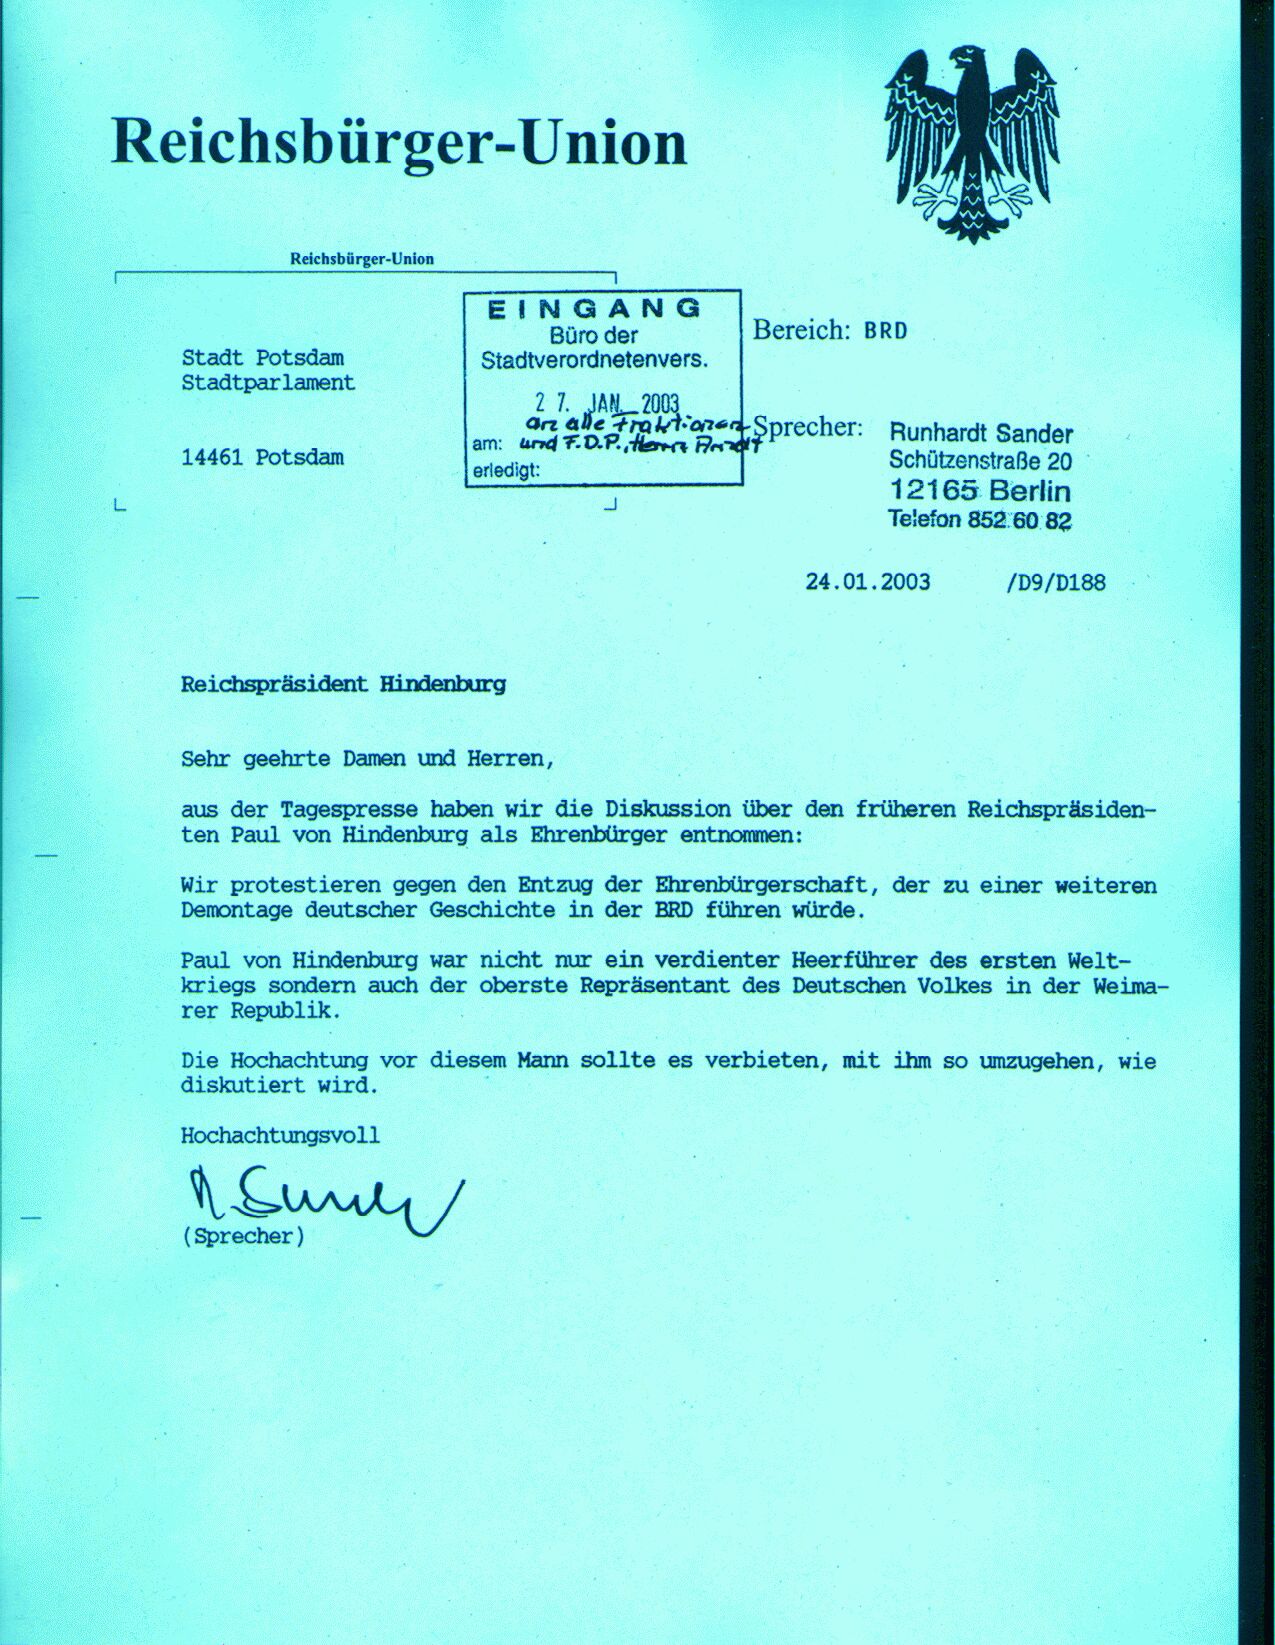 Reichsbürger-Union
Reichsbürger-Union
Stadt Potsdam
Stadtparlament
14461 Potsdam
EINGANG
Büro der
Stadtverordnetenvers.
27. JAN. 2003
an alle Fraktionen
am: und F.D.P., Herrn
erledigt:
Bereich: BRD
Sprecher: Runhardt Sander
Schützenstraße 20
12165 Berlin
Telefon 852 60 82
24.01.2003 /D9/D188
Reichspräsident Hindenburg
Sehr geehrte Damen und Herren,
aus der Tagespresse haben wir die Diskussion über den früheren Reichspräsiden-
ten Paul von Hindenburg als Ehrenbürger entnommen:
Wir protestieren gegen den Entzug der Ehrenbürgerschaft, der zu einer weiteren
Demontage deutscher Geschichte in der BRD führen würde.
Paul von Hindenburg war nicht nur ein verdienter Heerführer des ersten Welt-
kriegs sondern auch der oberste Repräsentant des Deutschen Volkes in der Weima-
rer Republik.
Die Hochachtung vor diesem Mann sollte es verbieten, mit ihm so umzugehen, wie
diskutiert wird.
Hochachtungsvoll
(Sprecher)